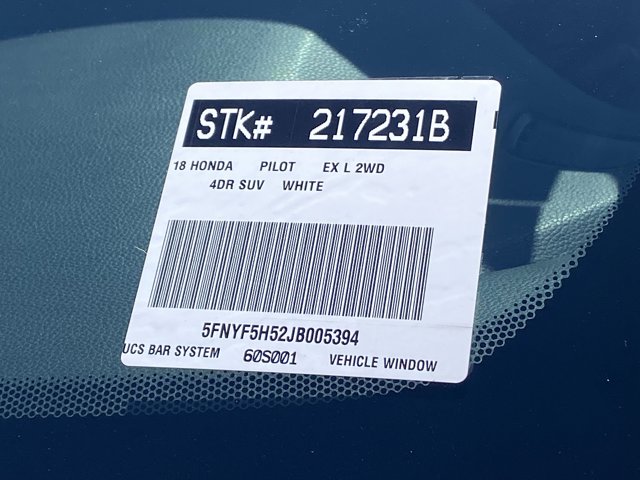 STK# 217231B
18 HONDA PILOT EX L 2WD
4DR SUV WHITE
5FNYF5H52JB005394
UCS BAR SYSTEM 60S001 VEHICLE WINDOW